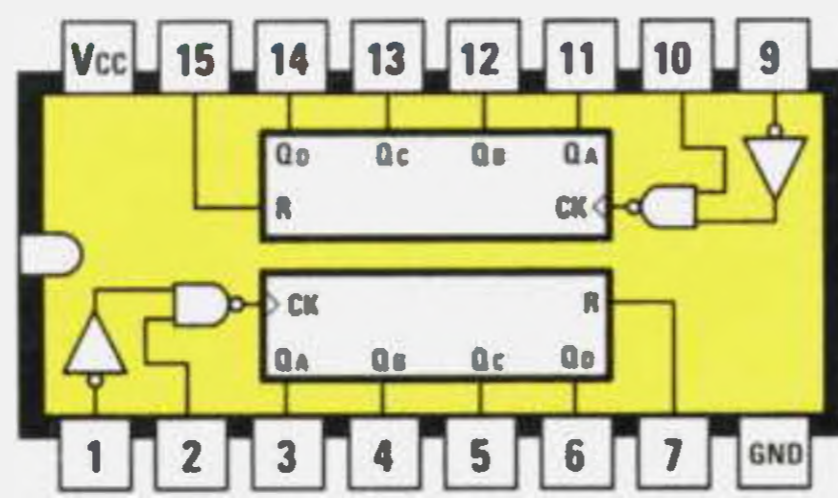 Vcc 15 14 13 12 11 10 9
QD QC QB QA
R CK
CK R
QA QB QC QD
1 2 3 4 5 6 7 GND